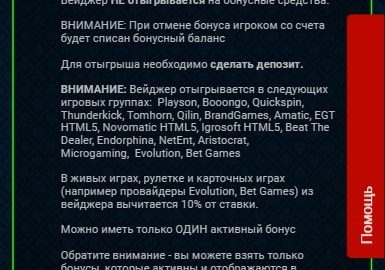 Вейджер НЕ отыгрывается на бонусные средства.
ВНИМАНИЕ: При отмене бонуса игроком со счета
будет списан бонусный баланс
Для отыгрыша необходимо сделать депозит.
ВНИМАНИЕ: Вейджер отыгрывается в следующих
игровых группах: Playson, Booongo, Quickspin,
Thunderkick, Tomhorn, Qilin, BrandGames, Amatic, EGT
HTML5, Novomatic HTML5, Igrosoft HTML5, Beat The
Dealer, Endorphina, NetEnt, Aristocrat,
Microgaming, Evolution, Bet Games
В живых играх, рулетке и карточных играх
(например провайдеры Evolution, Bet Games) из
вейджера вычитается 10% от ставки.
Можно иметь только ОДИН активный бонус
Обратите внимание - вы можете взять только
бонусы, которые активны и отображаются в
Помощь